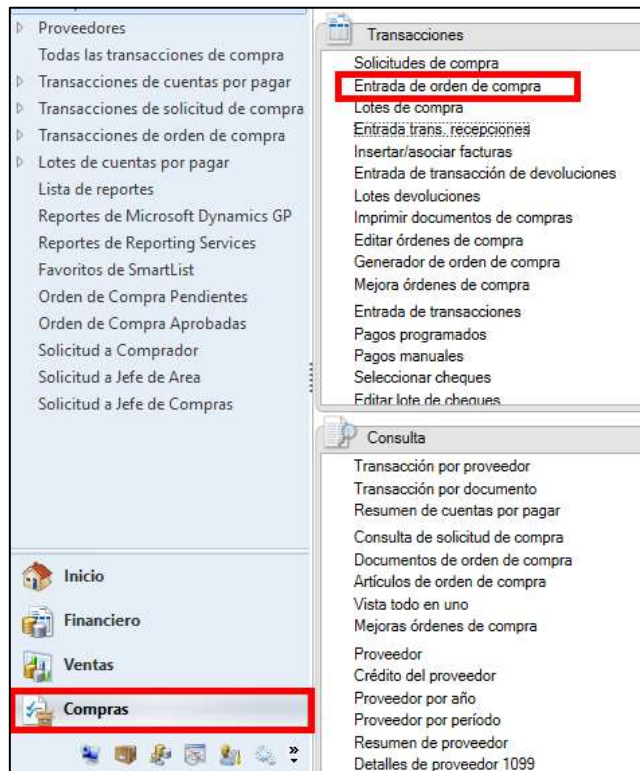 Proveedores
Todas las transacciones de compra
Transacciones de cuentas por pagar
Transacciones de solicitud de compra
Transacciones de orden de compra
Lotes de cuentas por pagar
Lista de reportes
Reportes de Microsoft Dynamics GP
Reportes de Reporting Services
Favoritos de SmartList
Orden de Compra Pendientes
Orden de Compra Aprobadas
Solicitud a Comprador
Solicitud a Jefe de Area
Solicitud a Jefe de Compras
Inicio
Financiero
Ventas
Compras
Transacciones
Solicitudes de compra
Entrada de orden de compra
Lotes de compra
Entrada trans. recepciones
Insertar/asociar facturas
Entrada de transacción de devoluciones
Lotes devoluciones
Imprimir documentos de compras
Editar órdenes de compra
Generador de orden de compra
Mejora órdenes de compra
Entrada de transacciones
Pagos programados
Pagos manuales
Seleccionar cheques
Editar lote de cheques
Consulta
Transacción por proveedor
Transacción por documento
Resumen de cuentas por pagar
Consulta de solicitud de compra
Documentos de orden de compra
Artículos de orden de compra
Vista todo en uno
Mejoras órdenes de compra
Proveedor
Crédito del proveedor
Proveedor por año
Proveedor por período
Resumen de proveedor
Detalles de proveedor 1099